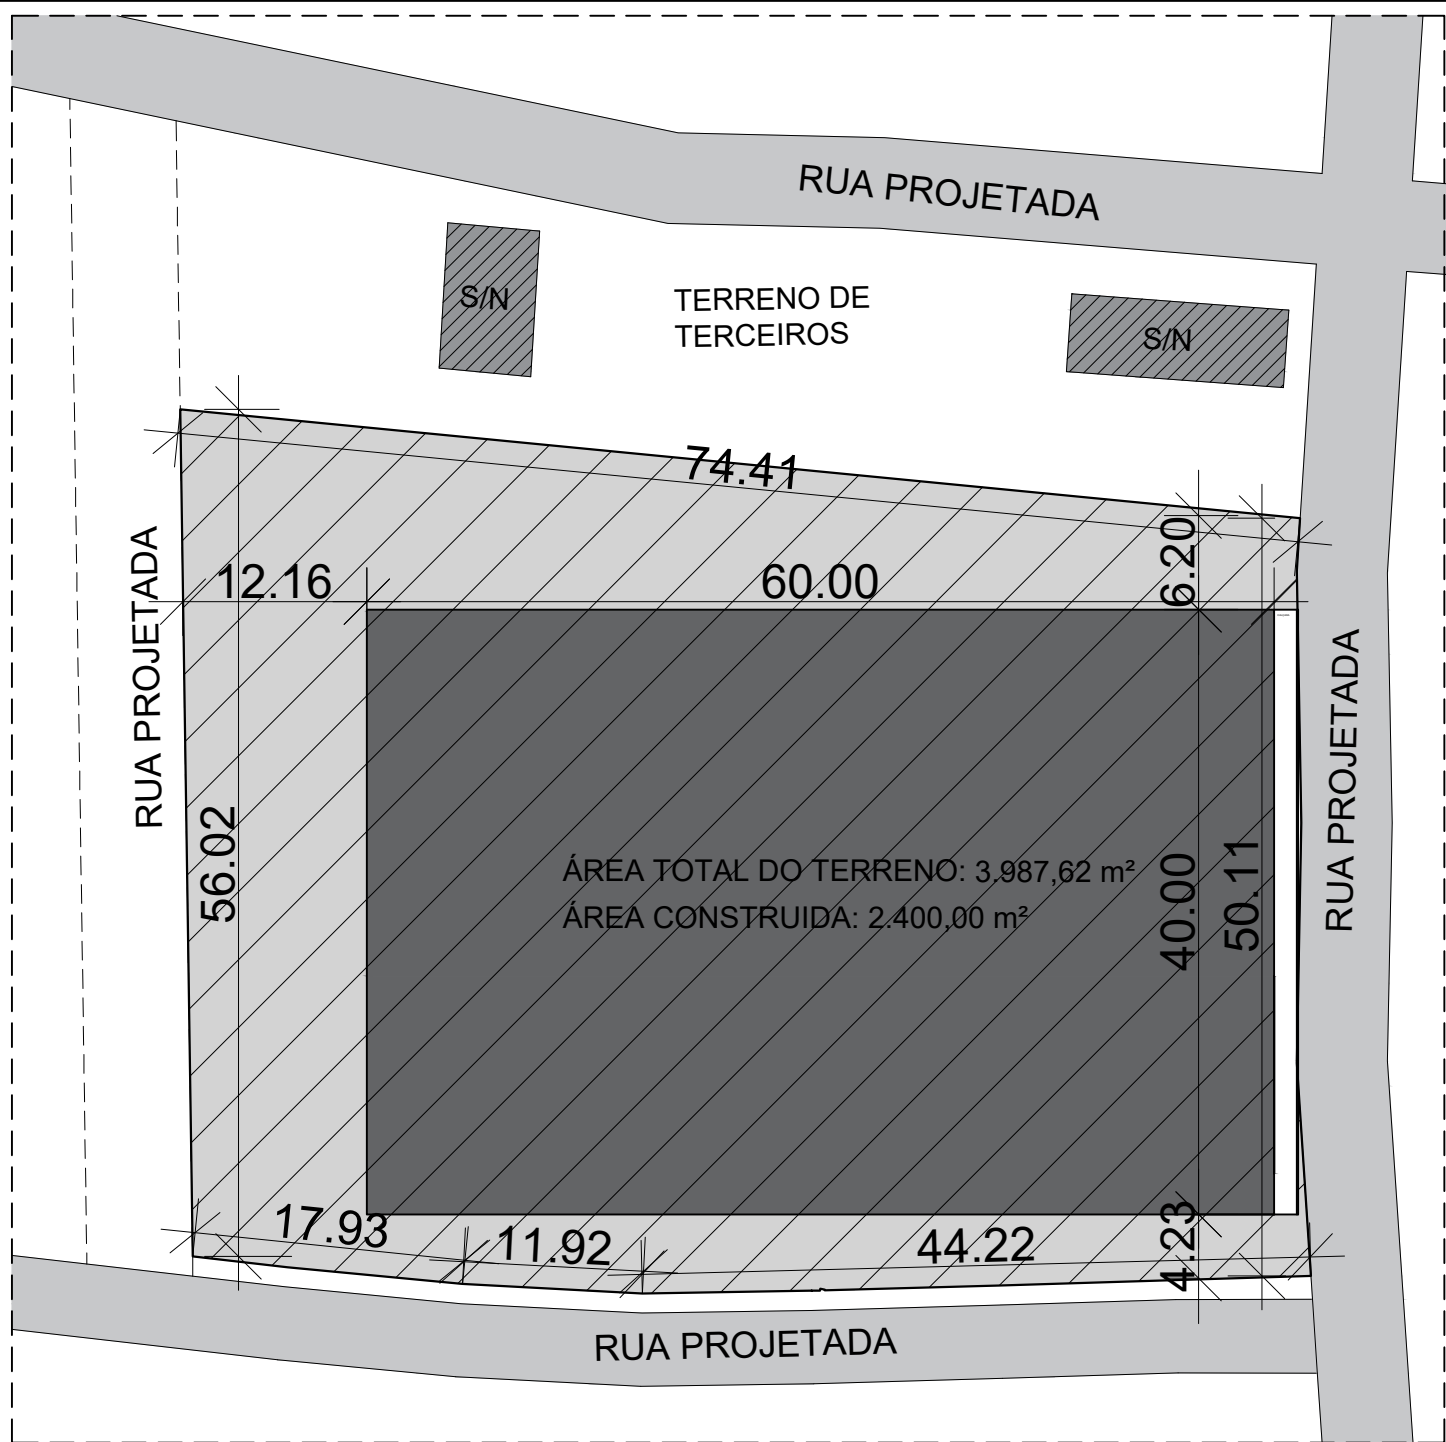 RUA PROJETADA
S/N
TERRENO DE
TERCEIROS
S/N
74.41
6.20
12.16
60.00
RUA PROJETADA
RUA PROJETADA
56.02
ÁREA TOTAL DO TERRENO: 3.987,62 m²
ÁREA CONSTRUIDA: 2.400,00 m²
40.00
50.11
17.93
11.92
44.22
4.23
RUA PROJETADA